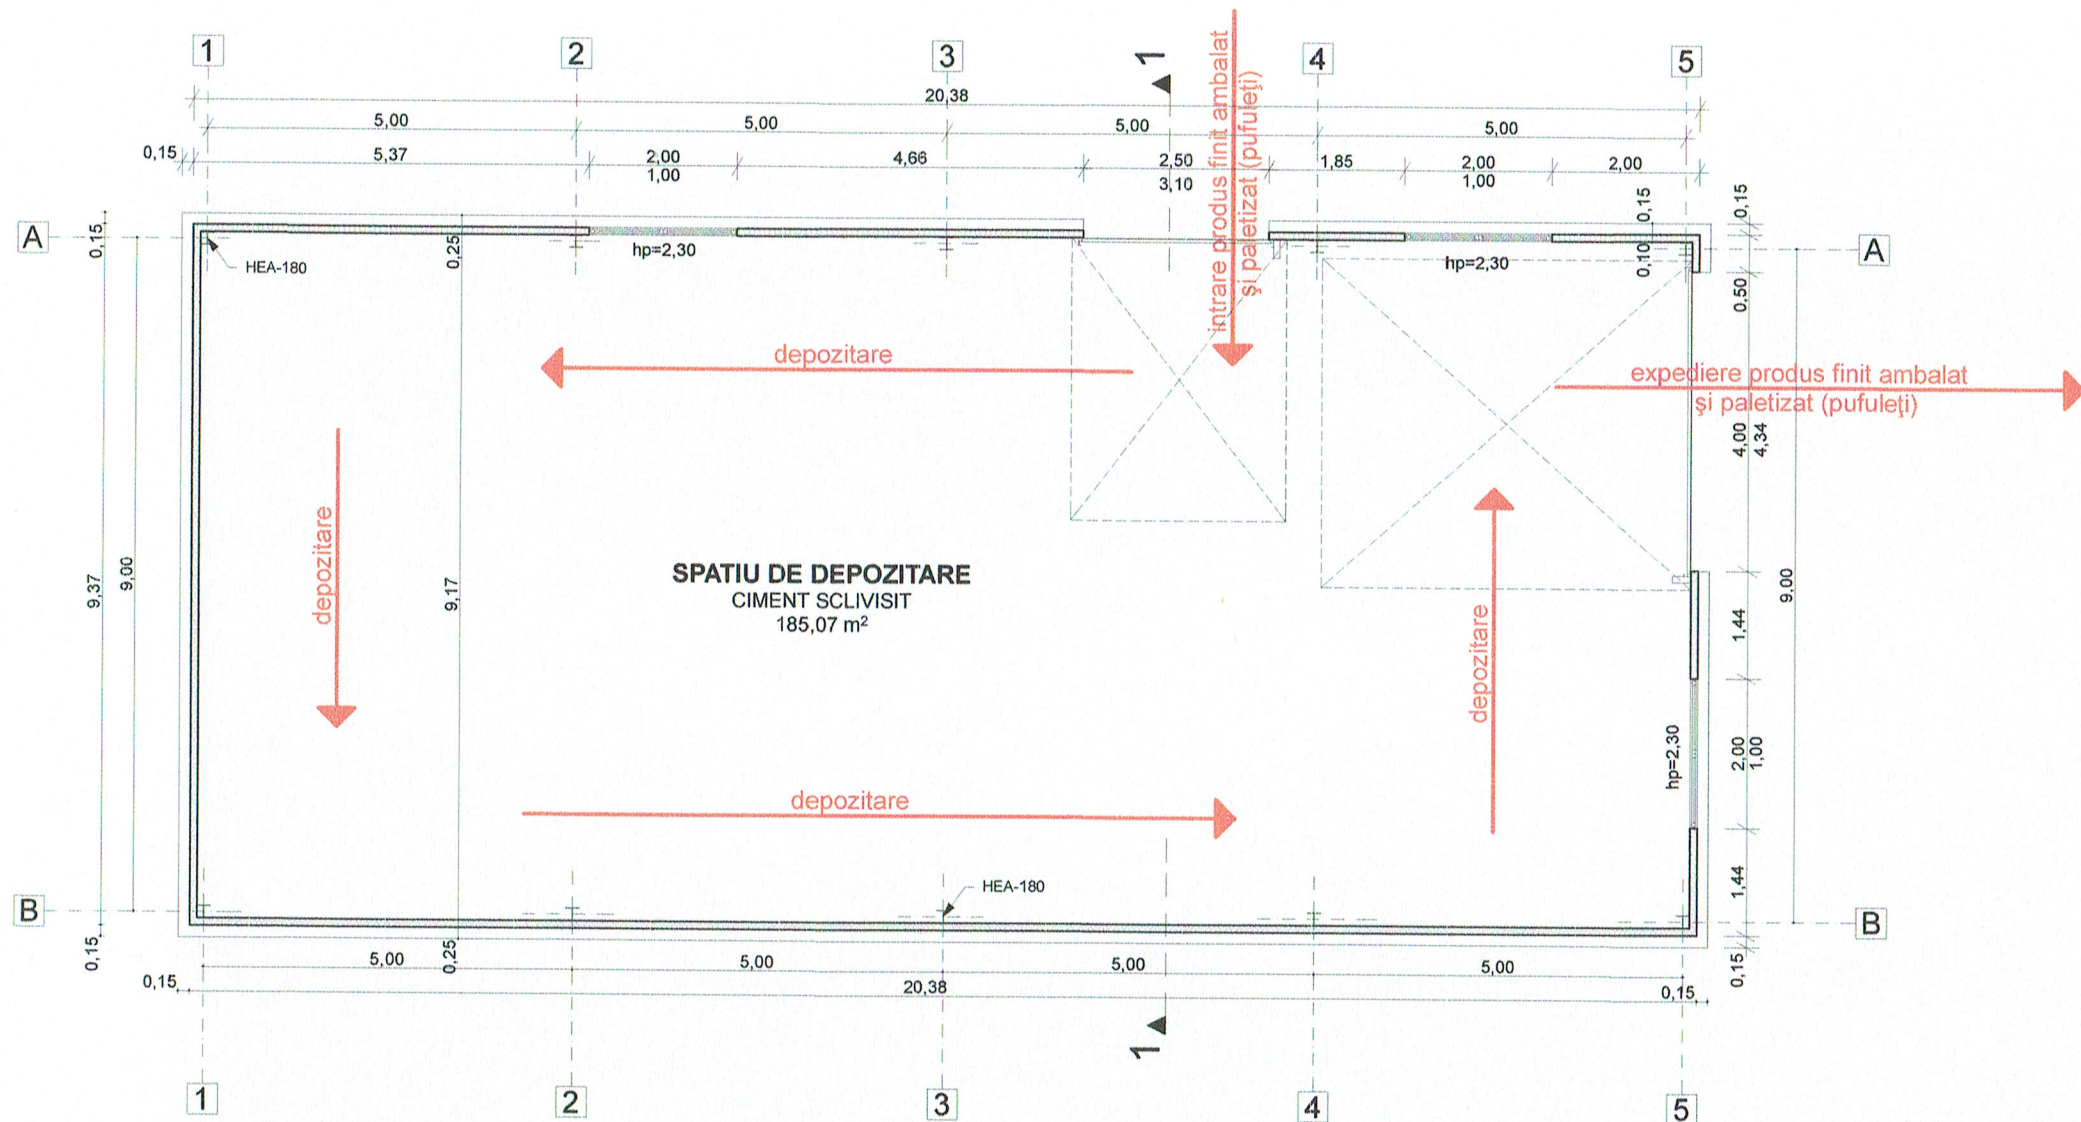 1
2
3
1
4
5
20,38
5,00
5,00
5,00
5,00
0,15
5,37
2,00
1,00
4,66
2,50
3,10
1,85
2,00
1,00
2,00
intrare produs finit ambalat
și paletizat (pufuleți)
A
0,15
HEA-180
0,25
hp=2,30
hp=2,30
0,15
0,10
0,15
A
0,50
depozitare
expediere produs finit ambalat
și paletizat (pufuleți)
4,00
4,34
depozitare
9,37
9,00
9,17
SPATIU DE DEPOZITARE
CIMENT SCLIVISIT
185,07 m²
depozitare
9,00
1,44
hp=2,30
2,00
1,00
depozitare
HEA-180
1,44
B
B
0,15
0,25
0,15
5,00
5,00
5,00
5,00
0,15
20,38
0,15
1
1
2
3
4
5